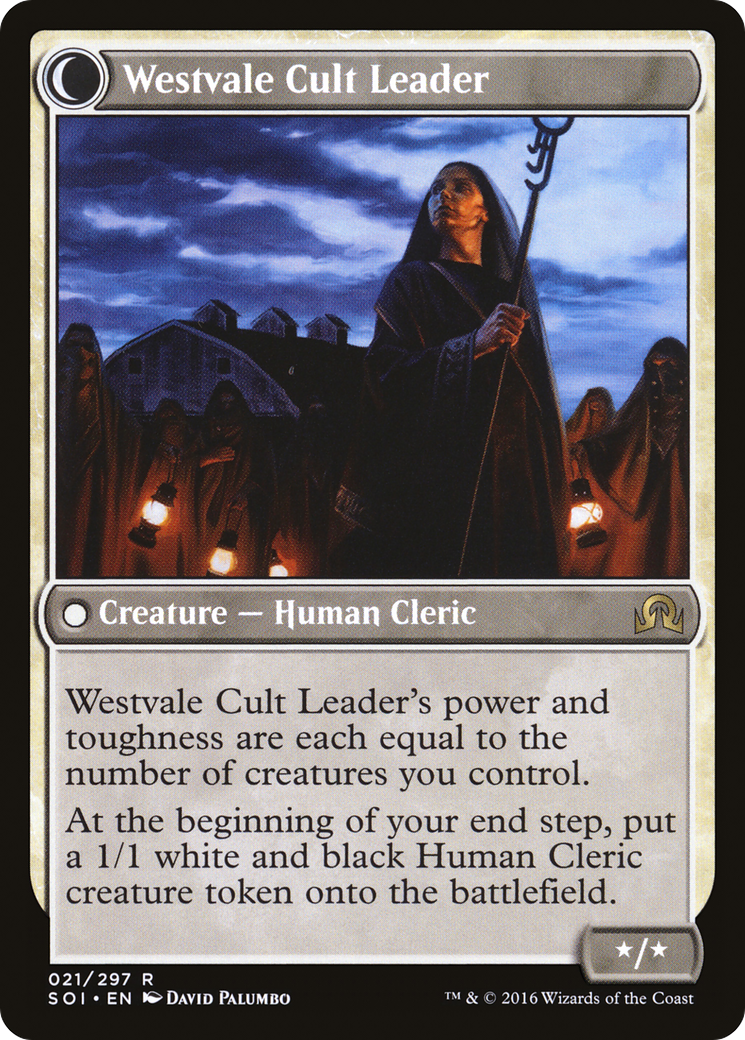 Westvale Cult Leader
Creature — Human Cleric
Westvale Cult Leader's power and
toughness are each equal to the
number of creatures you control.
At the beginning of your end step, put
a 1/1 white and black Human Cleric
creature token onto the battlefield.
★/★
021/297 R
SOI • EN DAVID PALUMBO
™ & © 2016 Wizards of the Coast